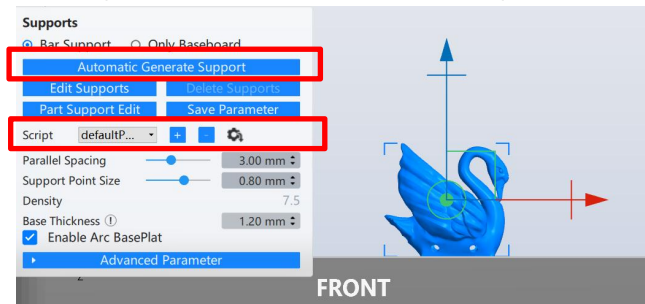 Supports
Bar Support Only Baseboard
Automatic Generate Support
Edit Supports Delete Supports
Part Support Edit Save Parameter
Script defaultP... + -
Parallel Spacing 3.00 mm
Support Point Size 0.80 mm
Density 7.5
Base Thickness 1.20 mm
Enable Arc BasePlat
Advanced Parameter
FRONT